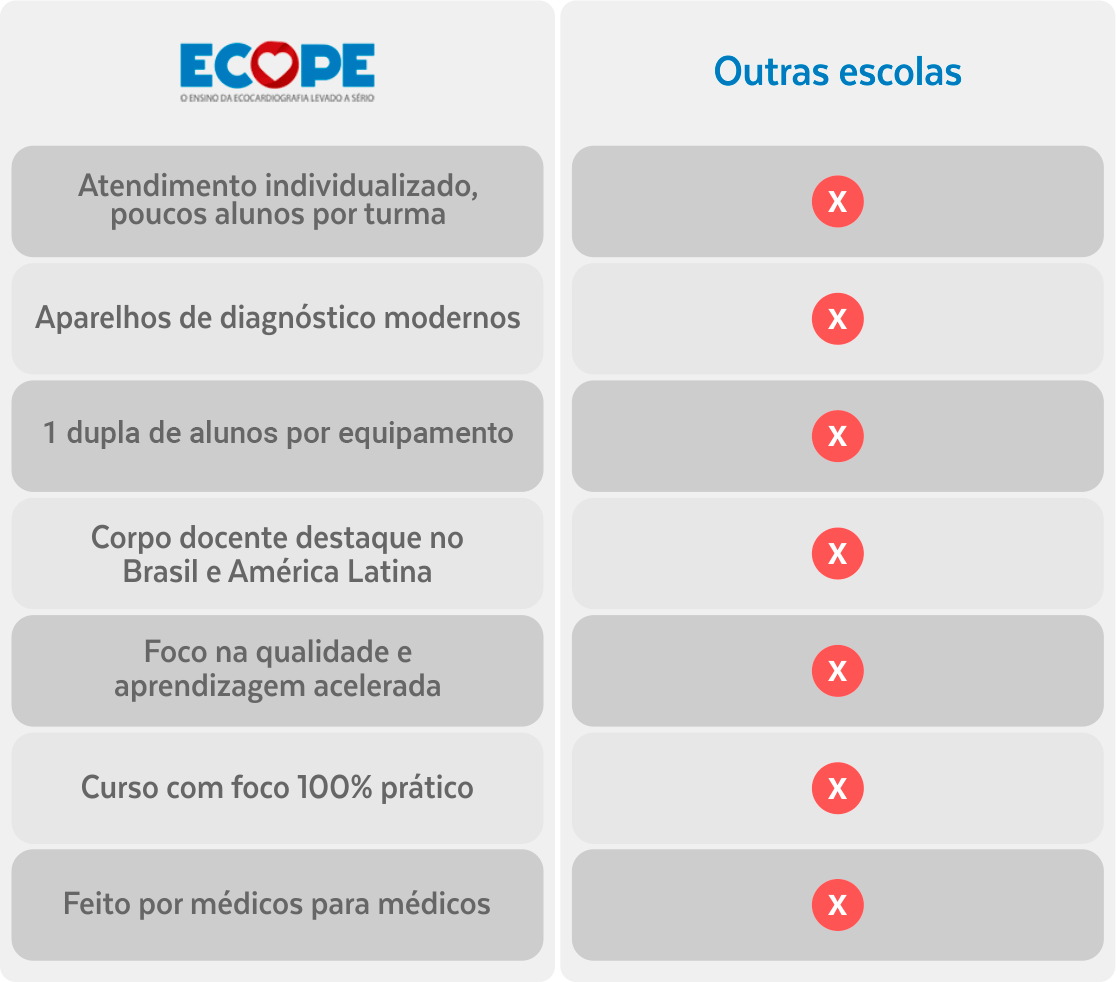 ECOPE
O ENSINO DA ECOCARDIOGRAFIA LEVADO A SÉRIO
Outras escolas
Atendimento individualizado,
poucos alunos por turma
X
Aparelhos de diagnóstico modernos
X
1 dupla de alunos por equipamento
X
Corpo docente destaque no
Brasil e América Latina
X
Foco na qualidade e
aprendizagem acelerada
X
Curso com foco 100% prático
X
Feito por médicos para médicos
X